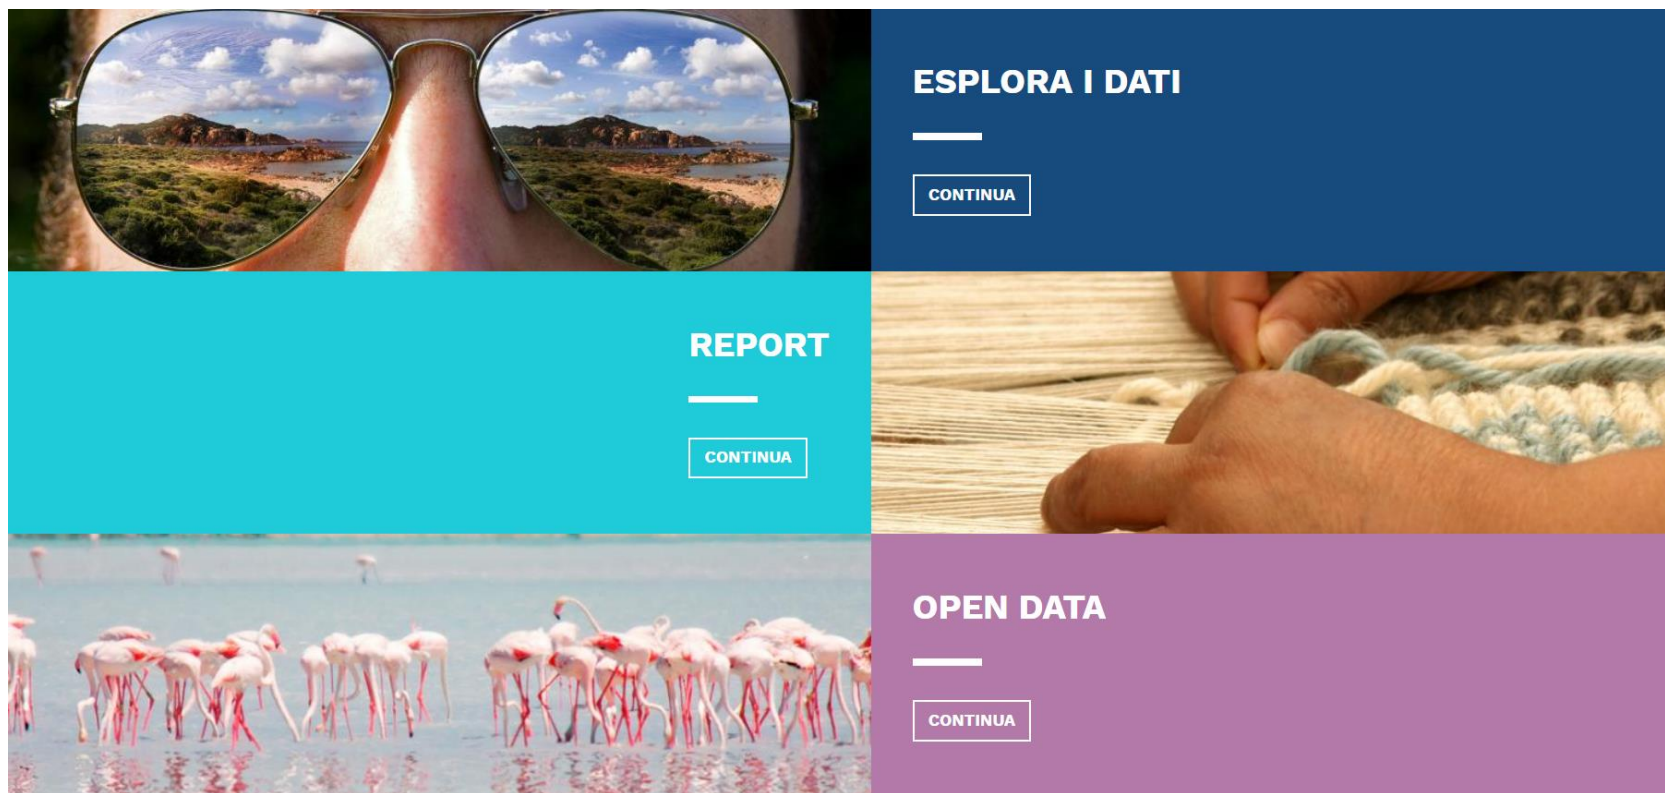 ESPLORA I DATI
CONTINUA
REPORT
CONTINUA
OPEN DATA
CONTINUA